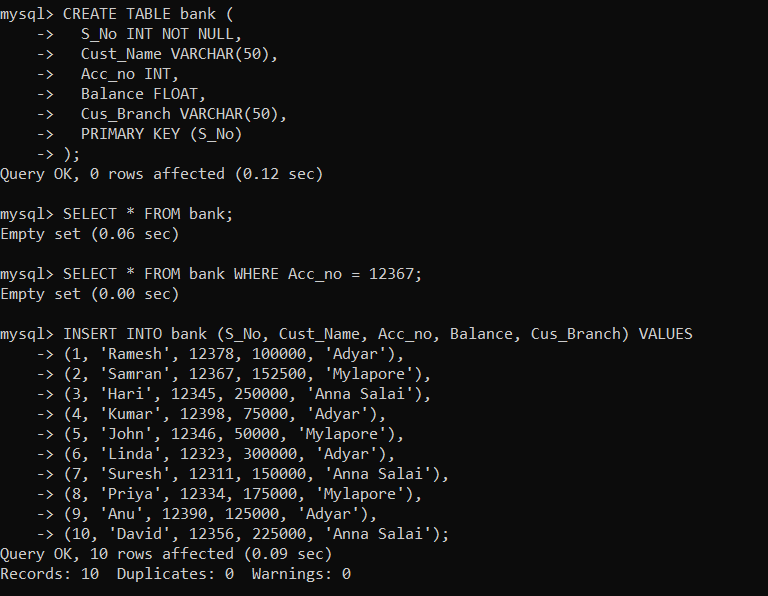 mysql> CREATE TABLE bank (
    ->   S_No INT NOT NULL,
    ->   Cust_Name VARCHAR(50),
    ->   Acc_no INT,
    ->   Balance FLOAT,
    ->   Cus_Branch VARCHAR(50),
    ->   PRIMARY KEY (S_No)
    -> );
Query OK, 0 rows affected (0.12 sec)

mysql> SELECT * FROM bank;
Empty set (0.06 sec)

mysql> SELECT * FROM bank WHERE Acc_no = 12367;
Empty set (0.00 sec)

mysql> INSERT INTO bank (S_No, Cust_Name, Acc_no, Balance, Cus_Branch) VALUES
    -> (1, 'Ramesh', 12378, 100000, 'Adyar'),
    -> (2, 'Samran', 12367, 152500, 'Mylapore'),
    -> (3, 'Hari', 12345, 250000, 'Anna Salai'),
    -> (4, 'Kumar', 12398, 75000, 'Adyar'),
    -> (5, 'John', 12346, 50000, 'Mylapore'),
    -> (6, 'Linda', 12323, 300000, 'Adyar'),
    -> (7, 'Suresh', 12311, 150000, 'Anna Salai'),
    -> (8, 'Priya', 12334, 175000, 'Mylapore'),
    -> (9, 'Anu', 12390, 125000, 'Adyar'),
    -> (10, 'David', 12356, 225000, 'Anna Salai');
Query OK, 10 rows affected (0.09 sec)
Records: 10  Duplicates: 0  Warnings: 0